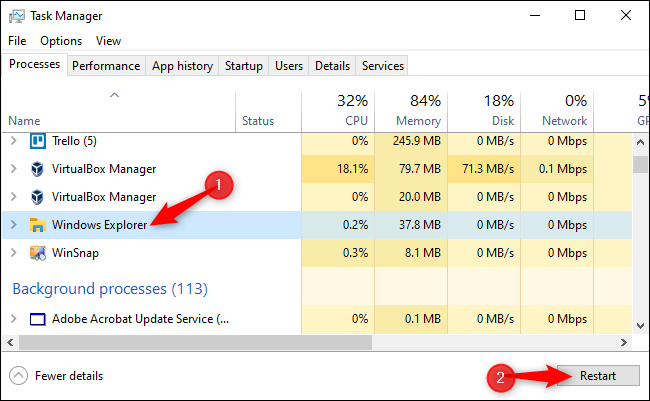 Task Manager
File Options View
Processes Performance App history Startup Users Details Services
32% 84% 18% 0% 5%
Name Status CPU Memory Disk Network GP
Trello (5) 0% 245.9 MB 0 MB/s 0 Mbps
VirtualBox Manager 18.1% 79.7 MB 71.3 MB/s 0.1 Mbps
VirtualBox Manager 0% 20.0 MB 0 MB/s 0 Mbps
1
Windows Explorer 0.2% 37.8 MB 0 MB/s 0 Mbps
WinSnap 0.3% 8.1 MB 0 MB/s 0 Mbps
Background processes (113)
Adobe Acrobat Update Service (... 0% 0.1 MB 0 MB/s 0 Mbps
Fewer details 2 Restart